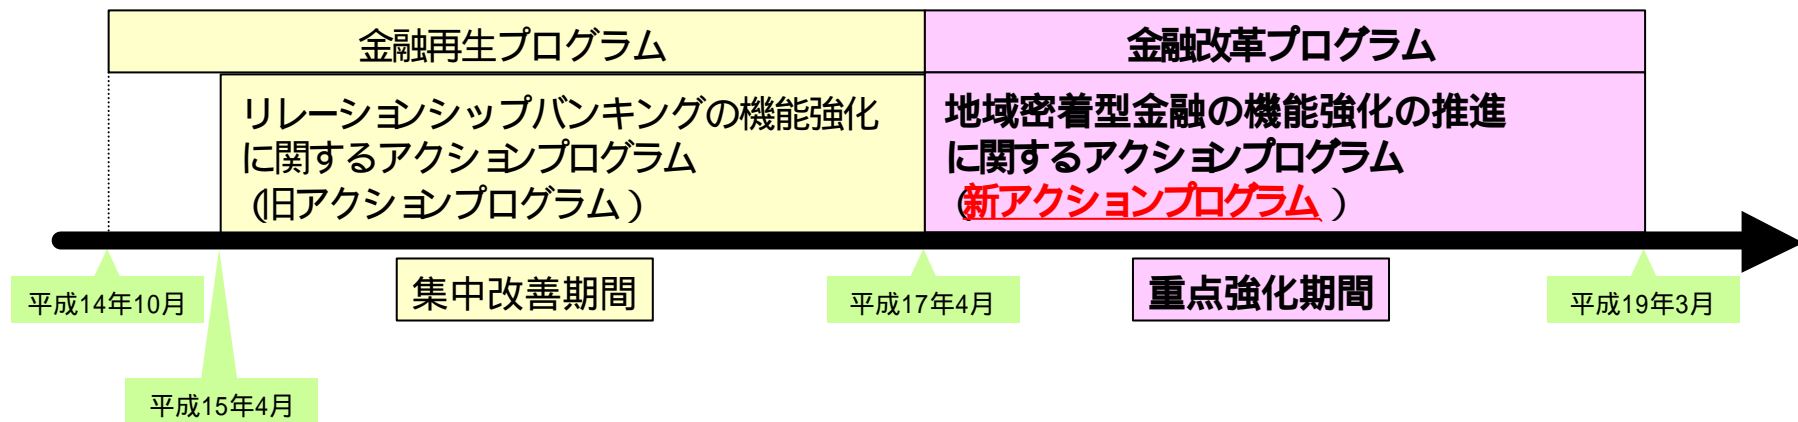 金融再生プログラム
金融改革プログラム
リレーションシップバンキングの機能強化
に関するアクションプログラム
(旧アクションプログラム)
地域密着型金融の機能強化の推進
に関するアクションプログラム
(新アクションプログラム)
集中改善期間
重点強化期間
平成14年10月
平成17年4月
平成19年3月
平成15年4月